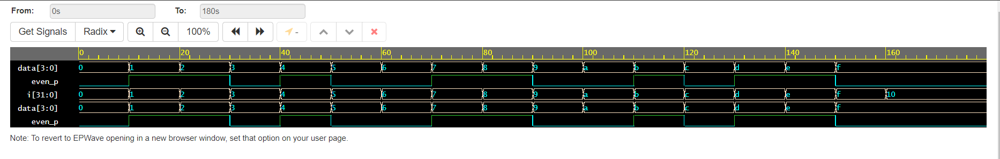 From: 0s To: 180s
Get Signals Radix 100% -
0 20 40 60 80 100 120 140 160
data[3:0] 0 1 2 3 4 5 6 7 8 9 a b c d e f
even_p
i[31:0] 0 1 2 3 4 5 6 7 8 9 a b c d e f 10
data[3:0] 0 1 2 3 4 5 6 7 8 9 a b c d e f
even_p
Note: To revert to EPWave opening in a new browser window, set that option on your user page.